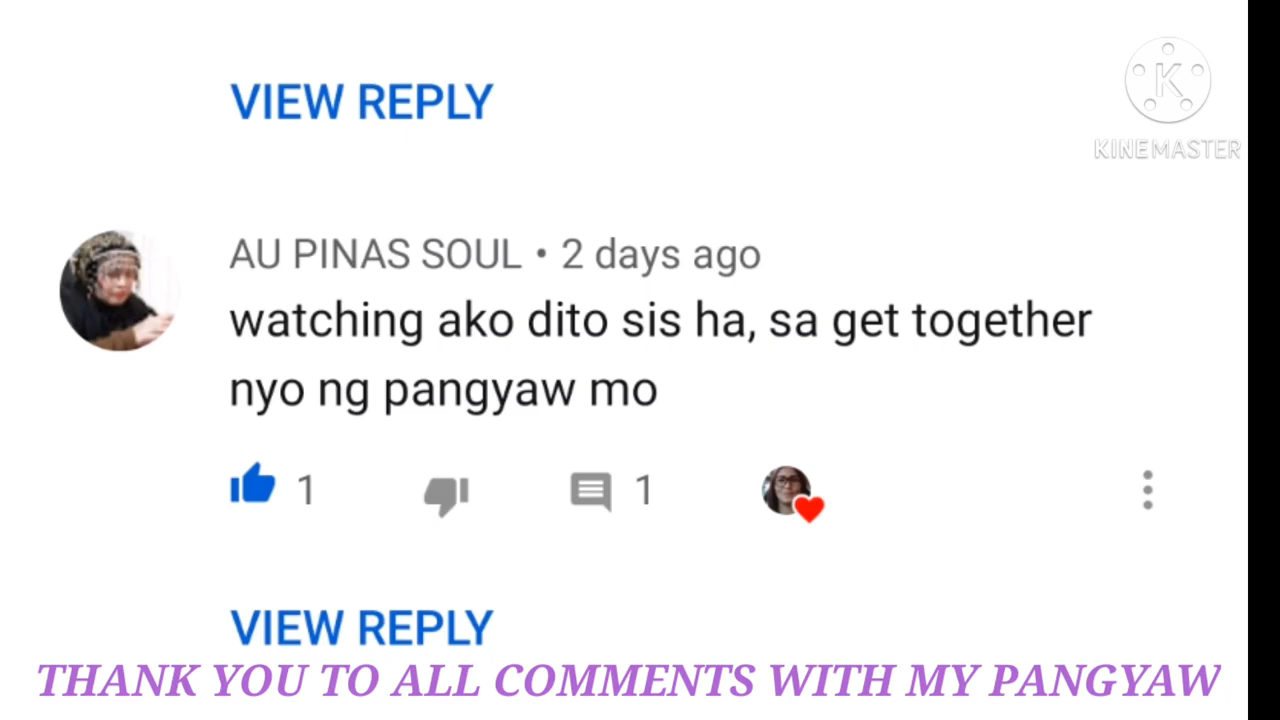 VIEW REPLY
K
KINEMASTER
AU PINAS SOUL • 2 days ago
watching ako dito sis ha, sa get together
nyo ng pangyaw mo
1
1
VIEW REPLY
THANK YOU TO ALL COMMENTS WITH MY PANGYAW